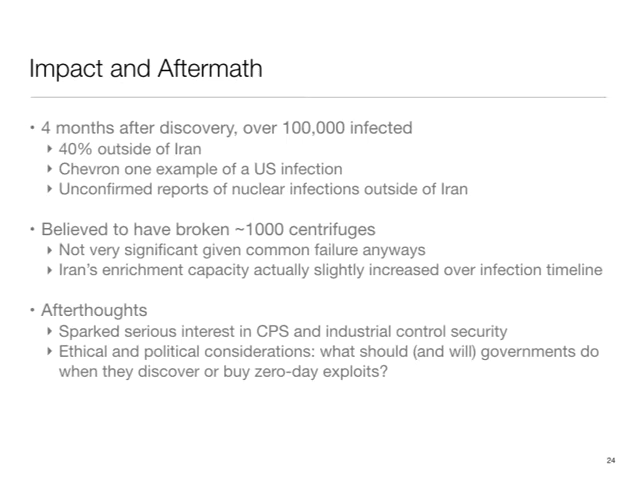 Impact and Aftermath
• 4 months after discovery, over 100,000 infected
‣ 40% outside of Iran
‣ Chevron one example of a US infection
‣ Unconfirmed reports of nuclear infections outside of Iran
• Believed to have broken ~1000 centrifuges
‣ Not very significant given common failure anyways
‣ Iran’s enrichment capacity actually slightly increased over infection timeline
• Afterthoughts
‣ Sparked serious interest in CPS and industrial control security
‣ Ethical and political considerations: what should (and will) governments do
when they discover or buy zero-day exploits?
24